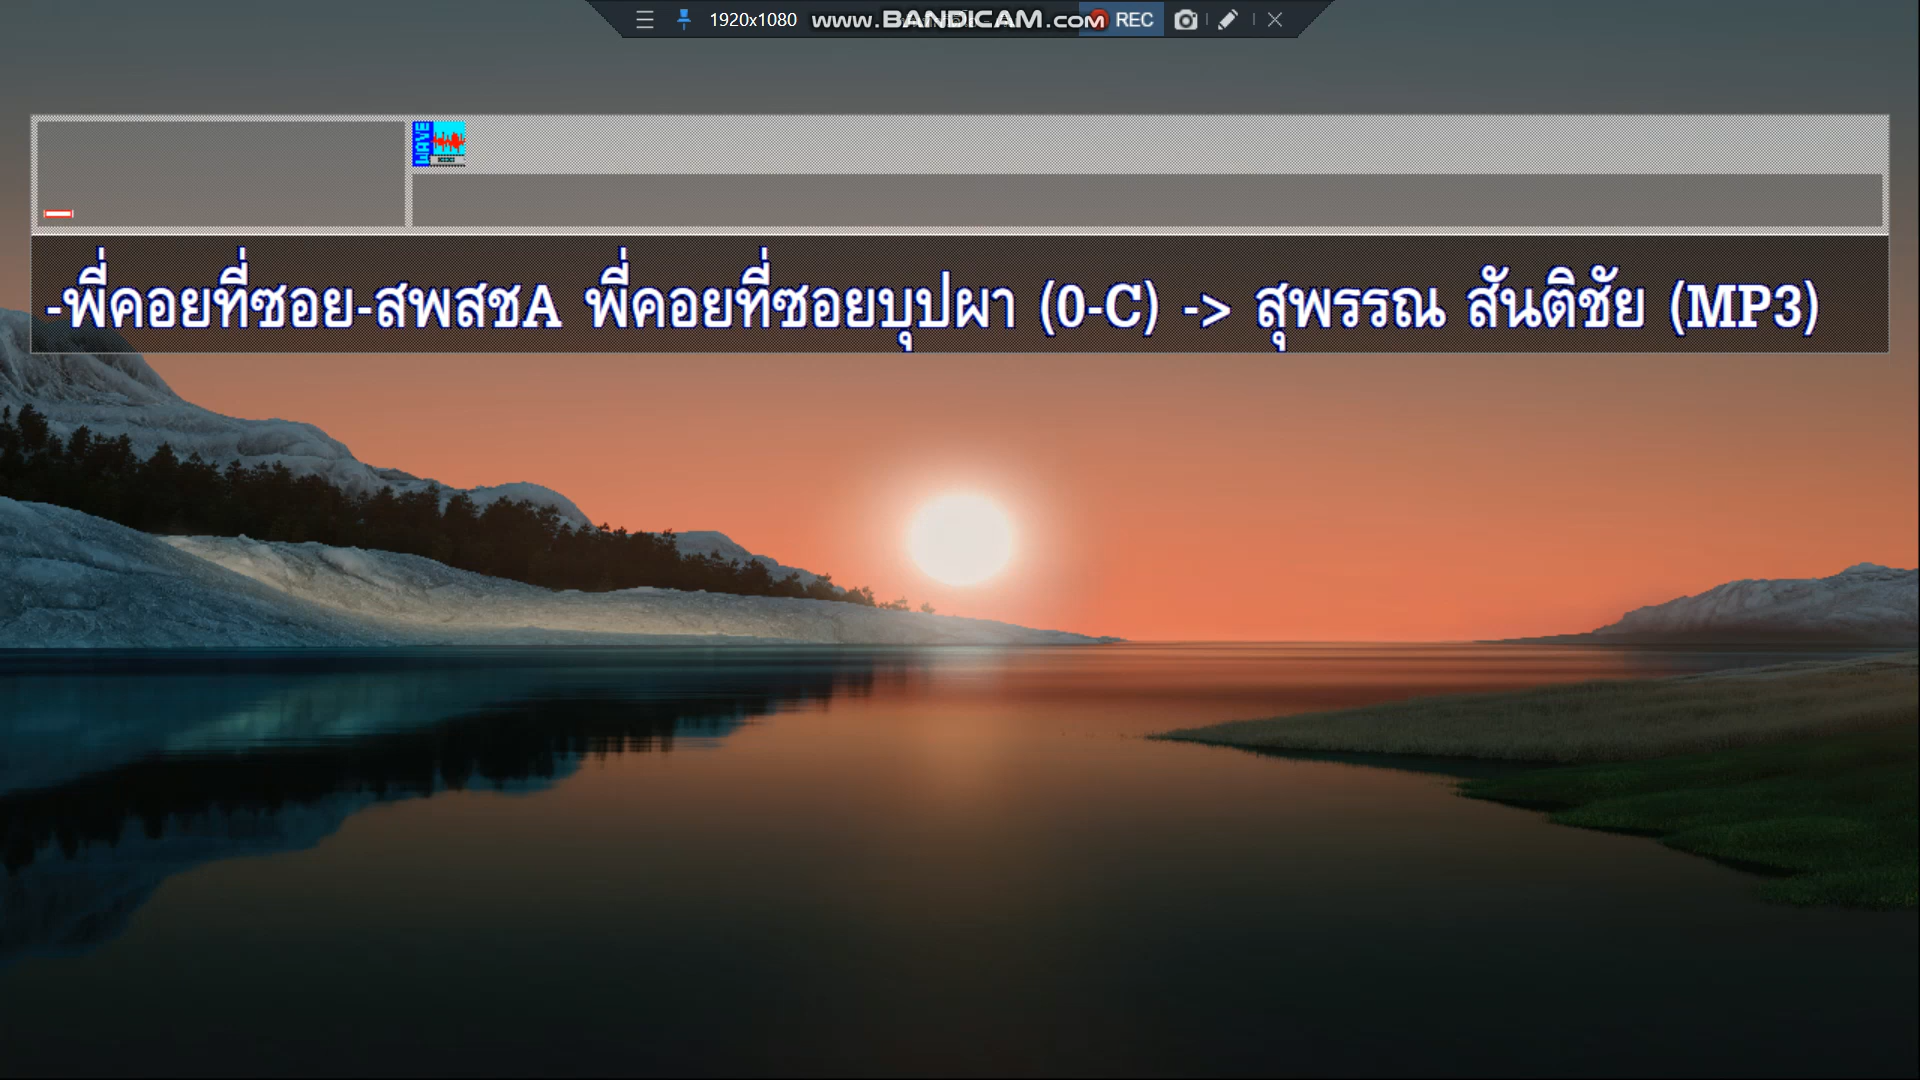 1920x1080 www.BANDICAM.com REC
WAVE
-พี่คอยที่ซอย-สพสชA พี่คอยที่ซอยบุปผา (0-C) -> สุพรรณ สันติชัย (MP3)